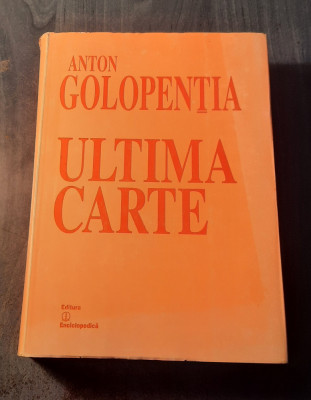 ANTON
GOLOPENȚIA
ULTIMA
CARTE
Editura
Enciclopedică